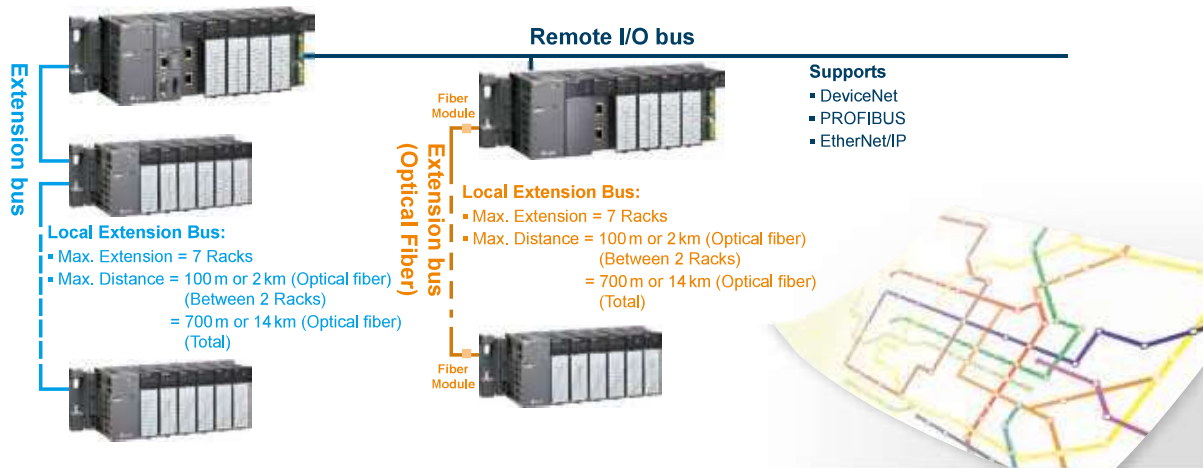 Remote I/O bus
Extension bus
Local Extension Bus:
▪ Max. Extension = 7 Racks
▪ Max. Distance = 100 m or 2 km (Optical fiber)
(Between 2 Racks)
= 700 m or 14 km (Optical fiber)
(Total)
Fiber
Module
Extension bus
(Optical Fiber)
Local Extension Bus:
▪ Max. Extension = 7 Racks
▪ Max. Distance = 100 m or 2 km (Optical fiber)
(Between 2 Racks)
= 700 m or 14 km (Optical fiber)
(Total)
Fiber
Module
Supports
▪ DeviceNet
▪ PROFIBUS
▪ EtherNet/IP